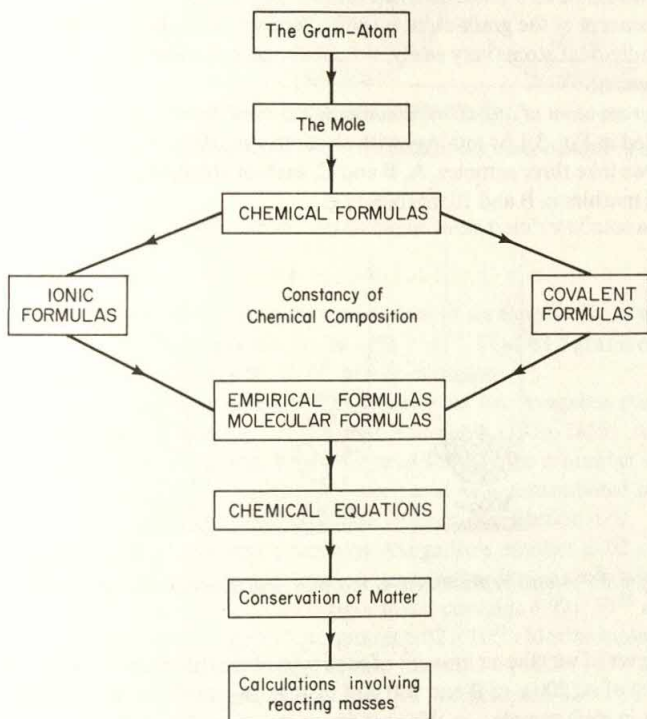 The Gram-Atom
The Mole
CHEMICAL FORMULAS
IONIC
FORMULAS
Constancy of
Chemical Composition
COVALENT
FORMULAS
EMPIRICAL FORMULAS
MOLECULAR FORMULAS
CHEMICAL EQUATIONS
Conservation of Matter
Calculations involving
reacting masses